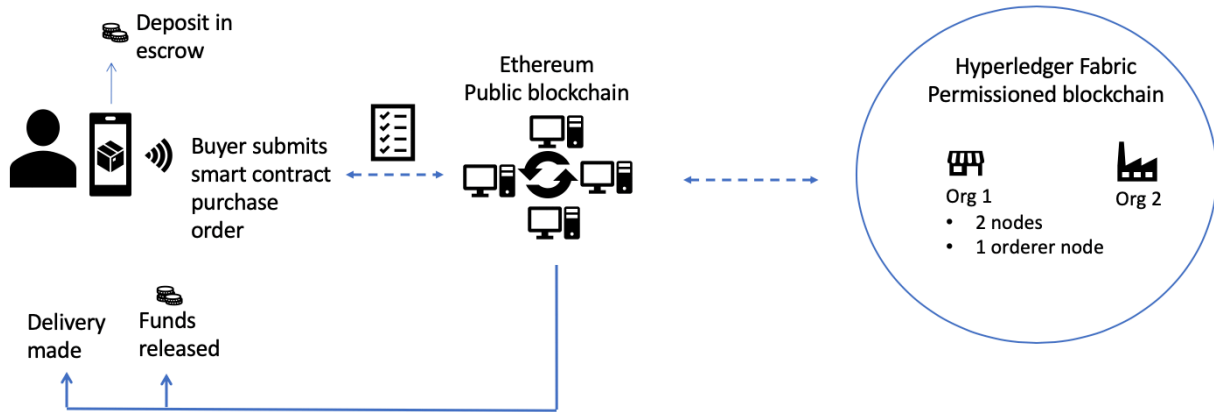 Deposit in
escrow
Buyer submits
smart contract
purchase
order
Ethereum
Public blockchain
Hyperledger Fabric
Permissioned blockchain
Org 1
• 2 nodes
• 1 orderer node
Org 2
Delivery
made
Funds
released